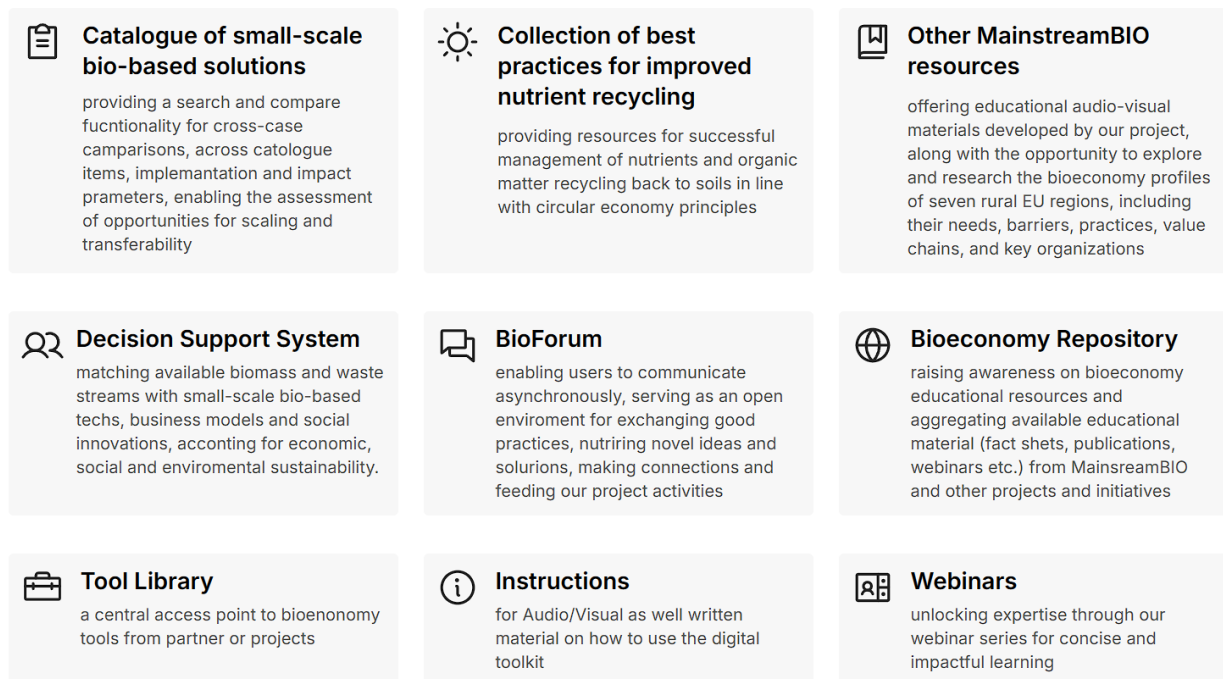 Catalogue of small-scale
bio-based solutions
providing a search and compare
fucntionality for cross-case
camparisons, across catologue
items, implemantation and impact
prameters, enabling the assessment
of opportunities for scaling and
transferability
Collection of best
practices for improved
nutrient recycling
providing resources for successful
management of nutrients and organic
matter recycling back to soils in line
with circular economy principles
Other MainstreamBIO
resources
offering educational audio-visual
materials developed by our project,
along with the opportunity to explore
and research the bioeconomy profiles
of seven rural EU regions, including
their needs, barriers, practices, value
chains, and key organizations
Decision Support System
matching available biomass and waste
streams with small-scale bio-based
techs, business models and social
innovations, acconting for economic,
social and enviromental sustainability.
BioForum
enabling users to communicate
asynchronously, serving as an open
enviroment for exchanging good
practices, nutriring novel ideas and
solurions, making connections and
feeding our project activities
Bioeconomy Repository
raising awareness on bioeconomy
educational resources and
aggregating available educational
material (fact shets, publications,
webinars etc.) from MainsreamBIO
and other projects and initiatives
Tool Library
a central access point to bioenonomy
tools from partner or projects
Instructions
for Audio/Visual as well written
material on how to use the digital
toolkit
Webinars
unlocking expertise through our
webinar series for concise and
impactful learning